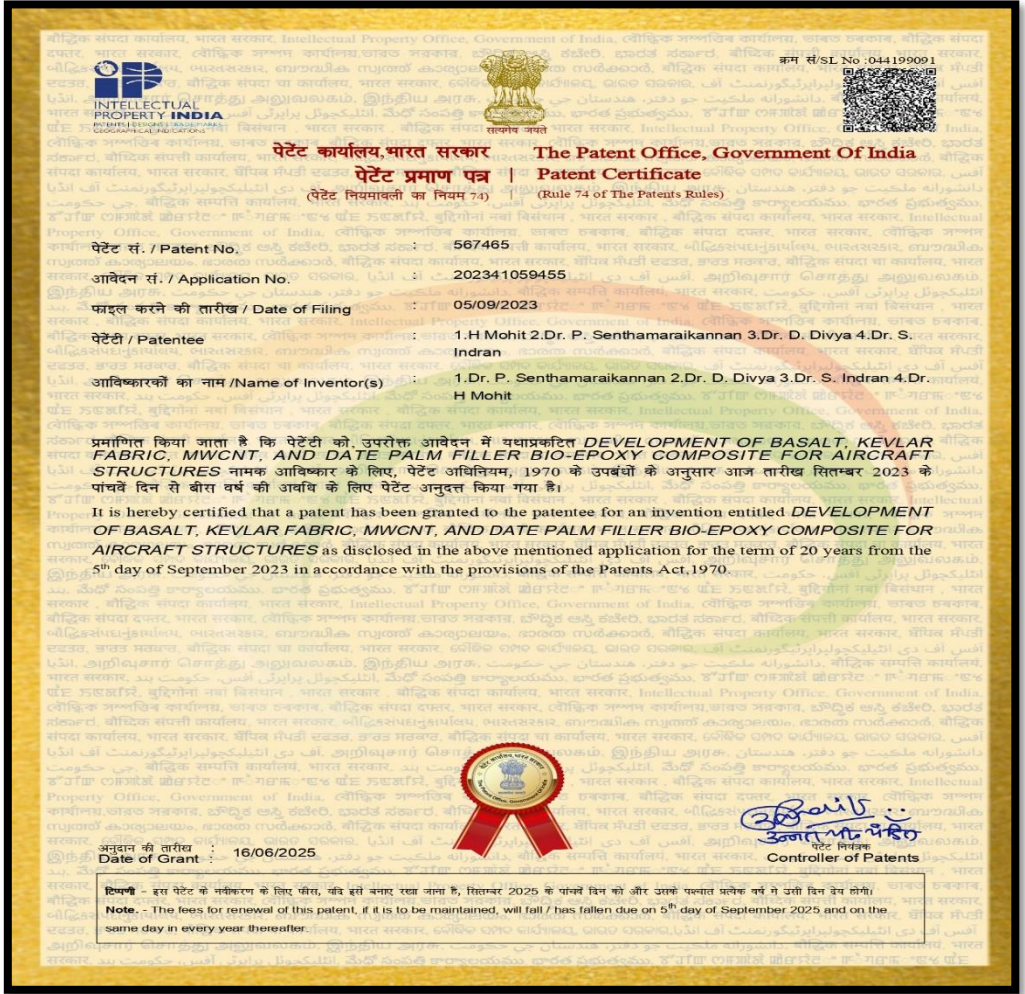 क्रम सं/SL No :044199091
INTELLECTUAL
PROPERTY INDIA
PATENTS | DESIGNS | TRADE MARKS
GEOGRAPHICAL INDICATIONS
सत्यमेव जयते
पेटेंट कार्यालय,भारत सरकार
The Patent Office, Government Of India
पेटेंट प्रमाण पत्र | Patent Certificate
(पेटेंट नियमावली का नियम 74) | (Rule 74 of The Patents Rules)
पेटेंट सं. / Patent No. : 567465
आवेदन सं. / Application No. : 202341059455
फाइल करने की तारीख / Date of Filing : 05/09/2023
पेटेंटी / Patentee : 1.H Mohit 2.Dr. P. Senthamaraikannan 3.Dr. D. Divya 4.Dr. S.
Indran
आविष्कारकों का नाम /Name of Inventor(s) : 1.Dr. P. Senthamaraikannan 2.Dr. D. Divya 3.Dr. S. Indran 4.Dr.
H Mohit
प्रमाणित किया जाता है कि पेटेंटी को, उपरोक्त आवेदन में यथाप्रकटित DEVELOPMENT OF BASALT, KEVLAR
FABRIC, MWCNT, AND DATE PALM FILLER BIO-EPOXY COMPOSITE FOR AIRCRAFT
STRUCTURES नामक आविष्कार के लिए, पेटेंट अधिनियम, 1970 के उपबंधों के अनुसार आज तारीख सितम्बर 2023 के
पांचवें दिन से बीस वर्ष की अवधि के लिए पेटेंट अनुदत्त किया गया है।
It is hereby certified that a patent has been granted to the patentee for an invention entitled DEVELOPMENT
OF BASALT, KEVLAR FABRIC, MWCNT, AND DATE PALM FILLER BIO-EPOXY COMPOSITE FOR
AIRCRAFT STRUCTURES as disclosed in the above mentioned application for the term of 20 years from the
5th day of September 2023 in accordance with the provisions of the Patents Act,1970.
अनुदान की तारीख
Date of Grant : 16/06/2025
पेटेंट नियंत्रक
Controller of Patents
टिप्पणी - इस पेटेंट के नवीकरण के लिए फीस, यदि इसे बनाए रखा जाना है, सितम्बर 2025 के पांचवें दिन को और उसके पश्चात प्रत्येक वर्ष मे उसी दिन देय होगी।
Note. - The fees for renewal of this patent, if it is to be maintained, will fall / has fallen due on 5th day of September 2025 and on the
same day in every year thereafter.